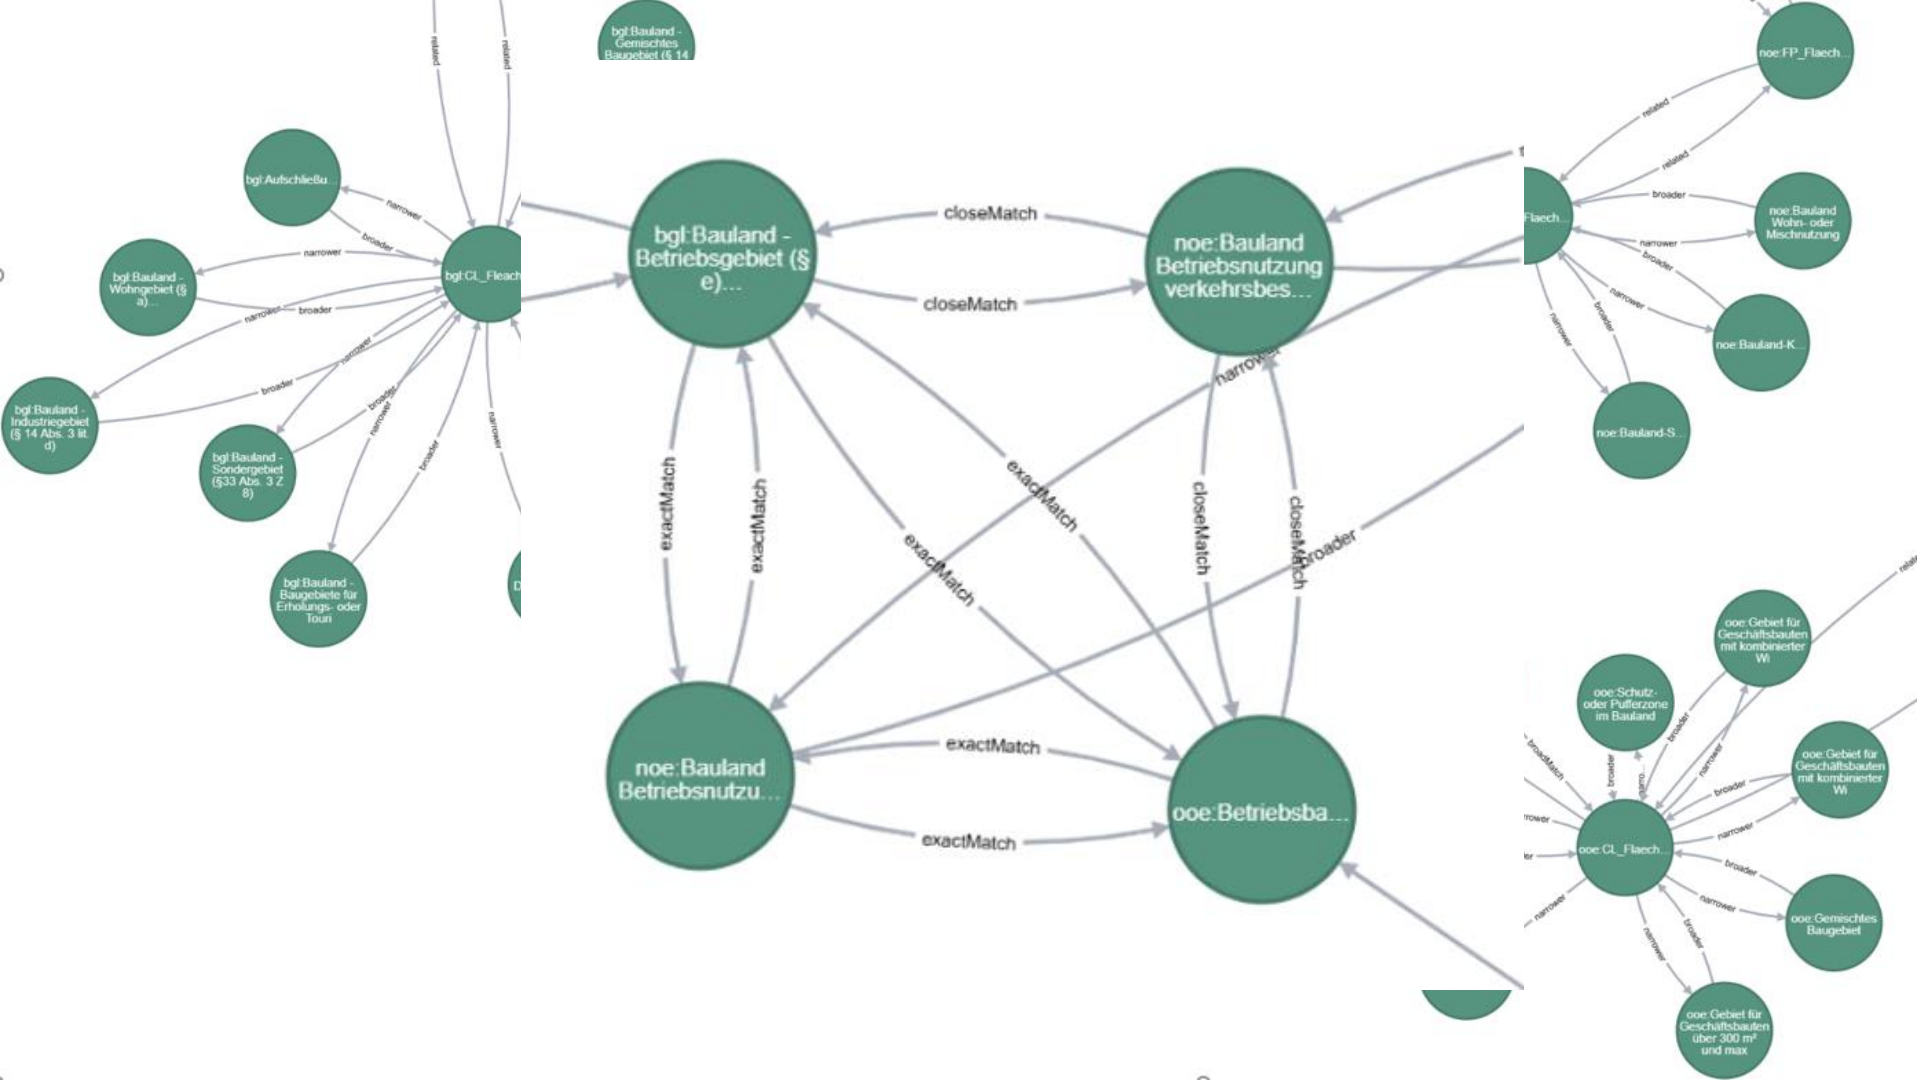 related
related
bgl:Bauland -
Gemischtes
Baugebiet (§ 14
noe:FP_Flaech...
related
related
bgl:Aufschließu...
narrower
broader
narrower
bgl:Bauland -
Wohngebiet (§
a)...
bgl:CL_Fleach
narrower
broader
narrower
broader
bgl:Bauland -
Industriegebiet
(§ 14 Abs. 3 lit.
d)
broader
narrower
bgl:Bauland -
Sondergebiet
(§33 Abs. 3 Z
8)
broader
narrower
bgl:Bauland -
Baugebiete für
Erholungs- oder
Touri
D
closeMatch
bgl:Bauland -
Betriebsgebiet (§
e)...
noe:Bauland
Betriebsnutzung
verkehrsbes...
closeMatch
narrower
exactMatch
exactMatch
exactMatch
exactMatch
closeMatch
closeMatch
broader
exactMatch
noe:Bauland
Betriebsnutzu...
ooe:Betriebsba...
exactMatch
Flaech...
broader
noe:Bauland
Wohn- oder
Mischnutzung
narrower
broader
narrower
broader
narrower
noe:Bauland-K...
noe:Bauland-S...
ooe:Gebiet für
Geschäftsbauten
mit kombinierter
Wi
ooe:Schutz-
oder Pufferzone
im Bauland
broader
narrower
broadMatch
broader
narro...
ooe:Gebiet für
Geschäftsbauten
mit kombinierter
Wi
broader
rower
narrower
ooe:CL_Flaech...
er
broader
narrower
narrower
ooe:Gemischtes
Baugebiet
broader
narrower
ooe:Gebiet für
Geschäftsbauten
über 300 m²
und max